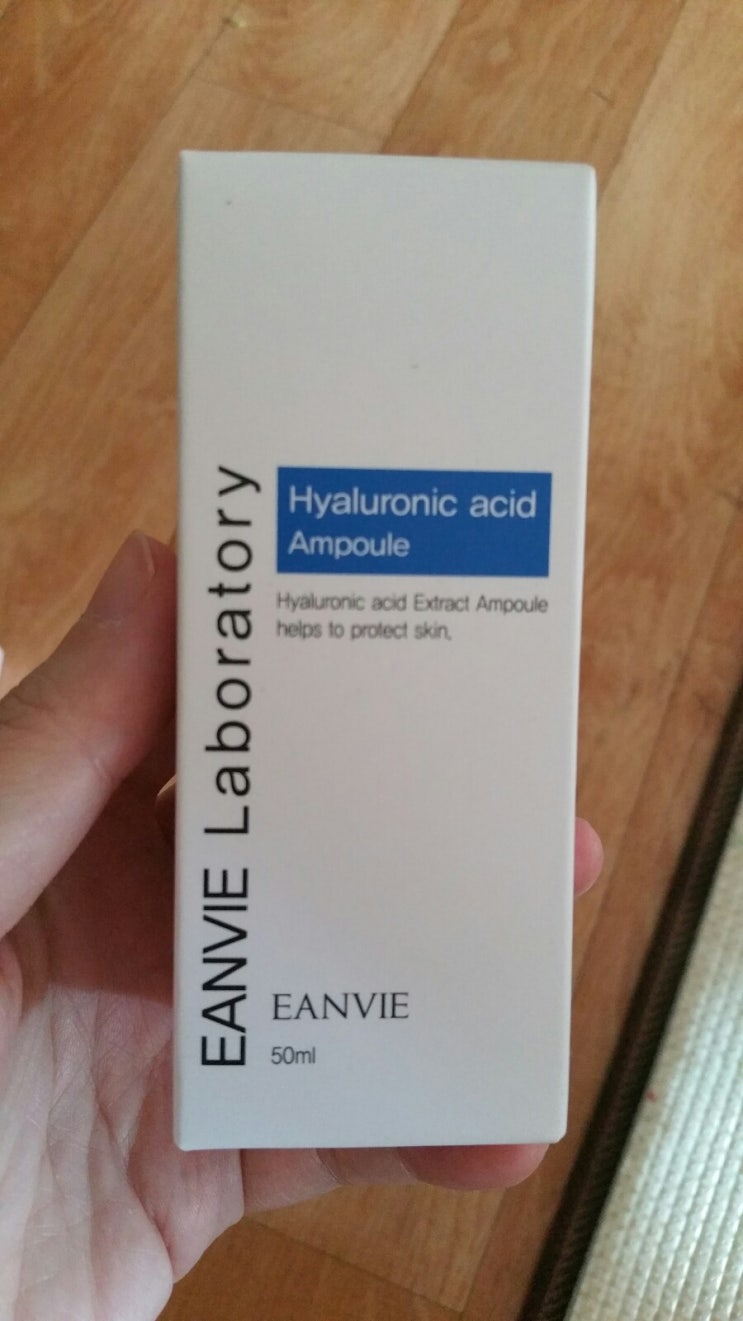 EANVIE Laboratory
Hyaluronic acid
Ampoule
Hyaluronic acid Extract Ampoule
helps to protect skin,
EANVIE
50ml